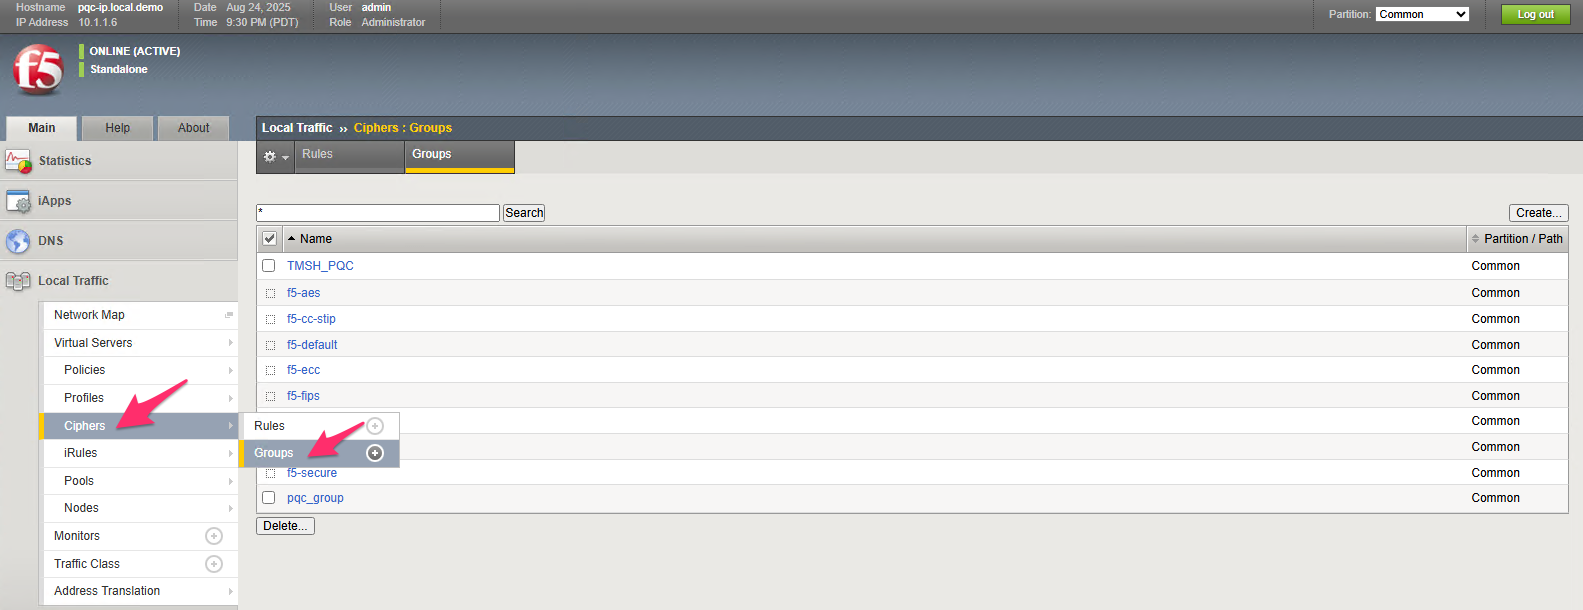 Hostname pqc-ip.local.demo Date Aug 24, 2025 User admin
IP Address 10.1.1.6 Time 9:30 PM (PDT) Role Administrator
Partition: Common Log out
f5
ONLINE (ACTIVE)
Standalone
Main Help About
Local Traffic ›› Ciphers : Groups
Rules Groups
Statistics
iApps
DNS
Local Traffic
Network Map
Virtual Servers
Policies
Profiles
Ciphers
iRules
Pools
Nodes
Monitors
Traffic Class
Address Translation
Rules
Groups
* Search Create...
Name Partition / Path
TMSH_PQC Common
f5-aes Common
f5-cc-stip Common
f5-default Common
f5-ecc Common
f5-fips Common
Common
Common
f5-secure Common
pqc_group Common
Delete...